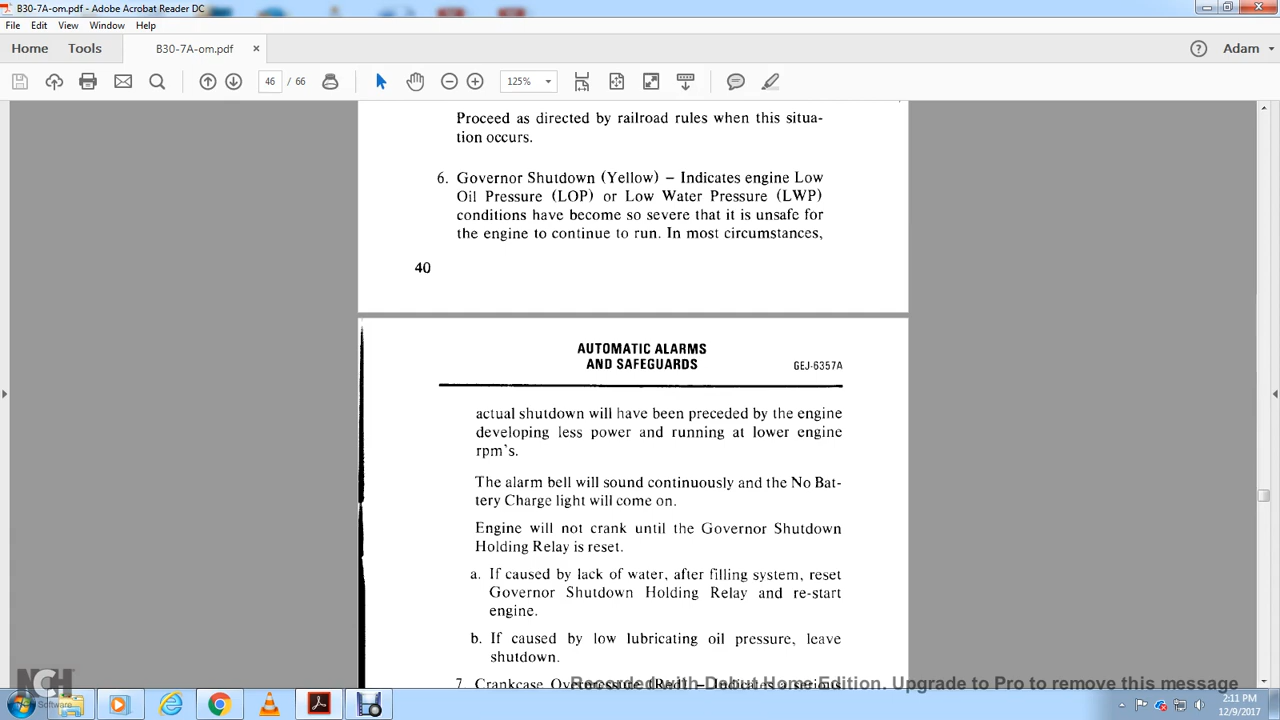 B30-7A-om.pdf - Adobe Acrobat Reader DC
File Edit View Window Help
Home Tools B30-7A-om.pdf × Adam
46 / 66 125%
Proceed as directed by railroad rules when this situa-
tion occurs.
6. Governor Shutdown (Yellow) – Indicates engine Low
Oil Pressure (LOP) or Low Water Pressure (LWP)
conditions have become so severe that it is unsafe for
the engine to continue to run. In most circumstances,
40
AUTOMATIC ALARMS
AND SAFEGUARDS
GEJ-6357A
actual shutdown will have been preceded by the engine
developing less power and running at lower engine
rpm's.
The alarm bell will sound continuously and the No Bat-
tery Charge light will come on.
Engine will not crank until the Governor Shutdown
Holding Relay is reset.
a. If caused by lack of water, after filling system, reset
Governor Shutdown Holding Relay and re-start
engine.
b. If caused by low lubricating oil pressure, leave
shutdown.
7. Crankcase Overpressure (Red) – Indicates a serious
NCH Software
Recorded with Debut Home Edition. Upgrade to Pro to remove this message
2:11 PM
12/9/2017